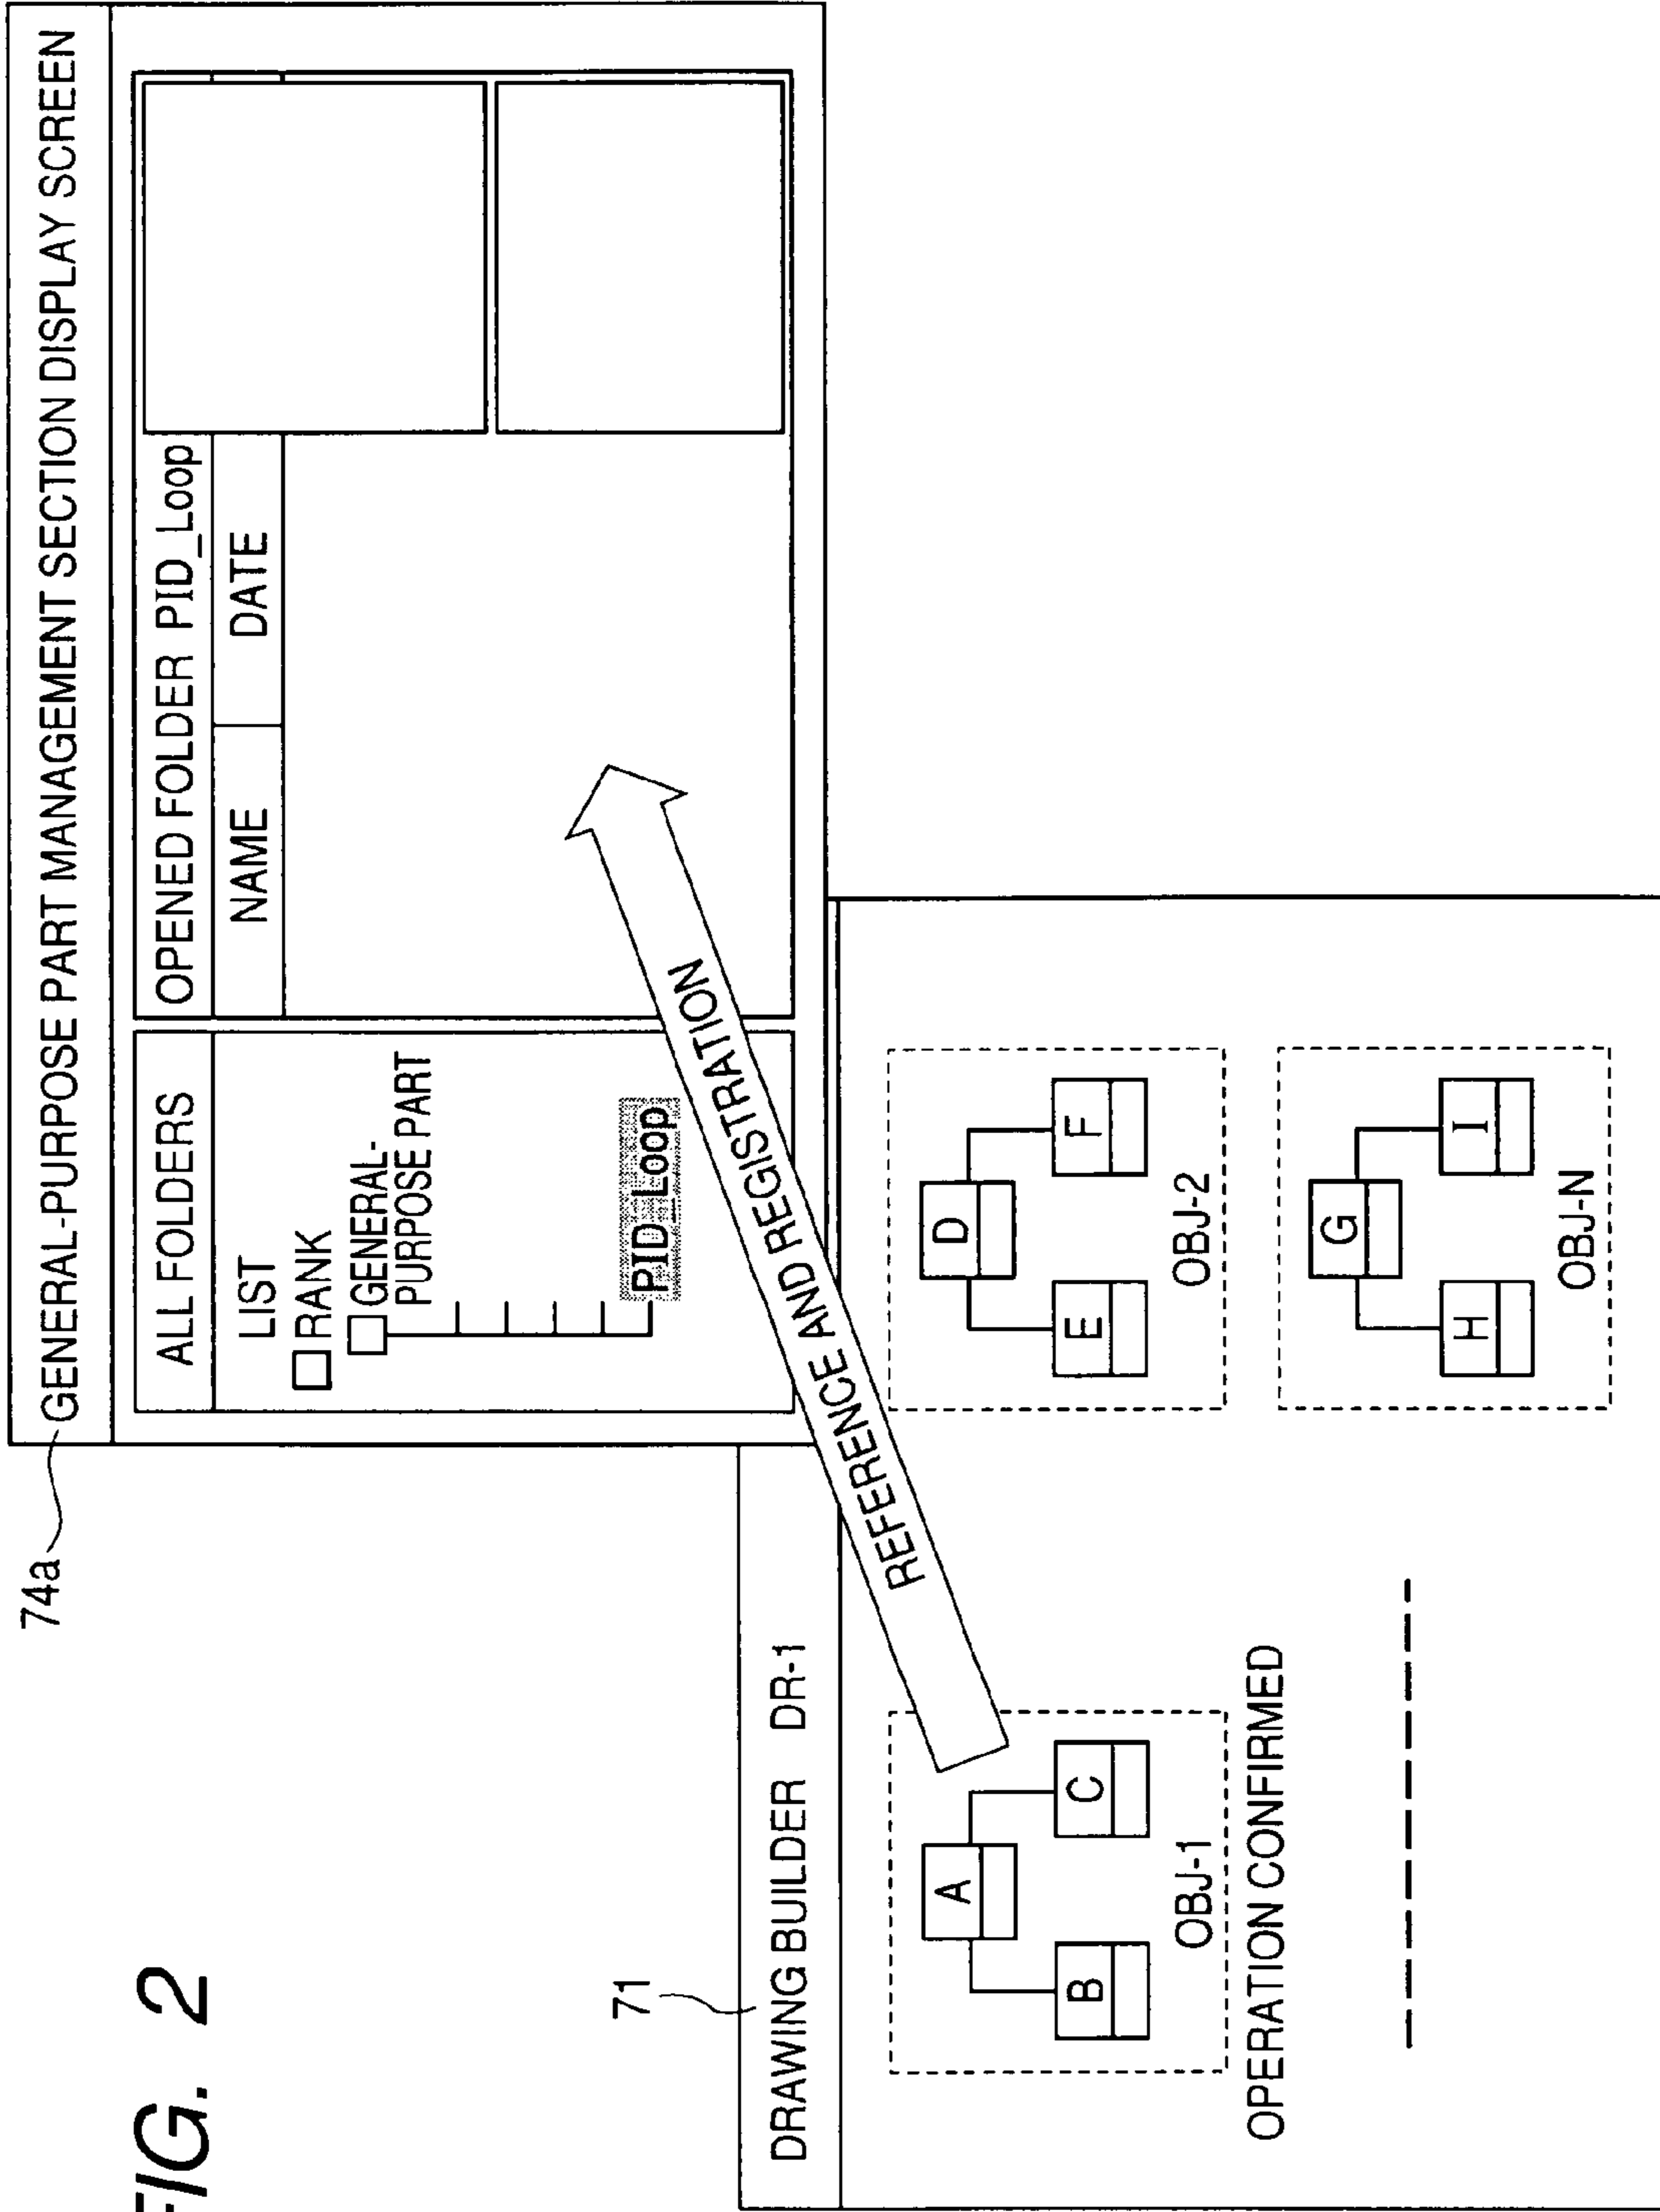 FIG. 2
74a
GENERAL-PURPOSE PART MANAGEMENT SECTION DISPLAY SCREEN
ALL FOLDERS
LIST
RANK
GENERAL-
PURPOSE PART
PID_Loop
OPENED FOLDER PID_Loop
NAME
DATE
REFERENCE AND REGISTRATION
71
DRAWING BUILDER DR-1
A
B
C
OBJ-1
OPERATION CONFIRMED
D
E
F
OBJ-2
G
H
I
OBJ-N